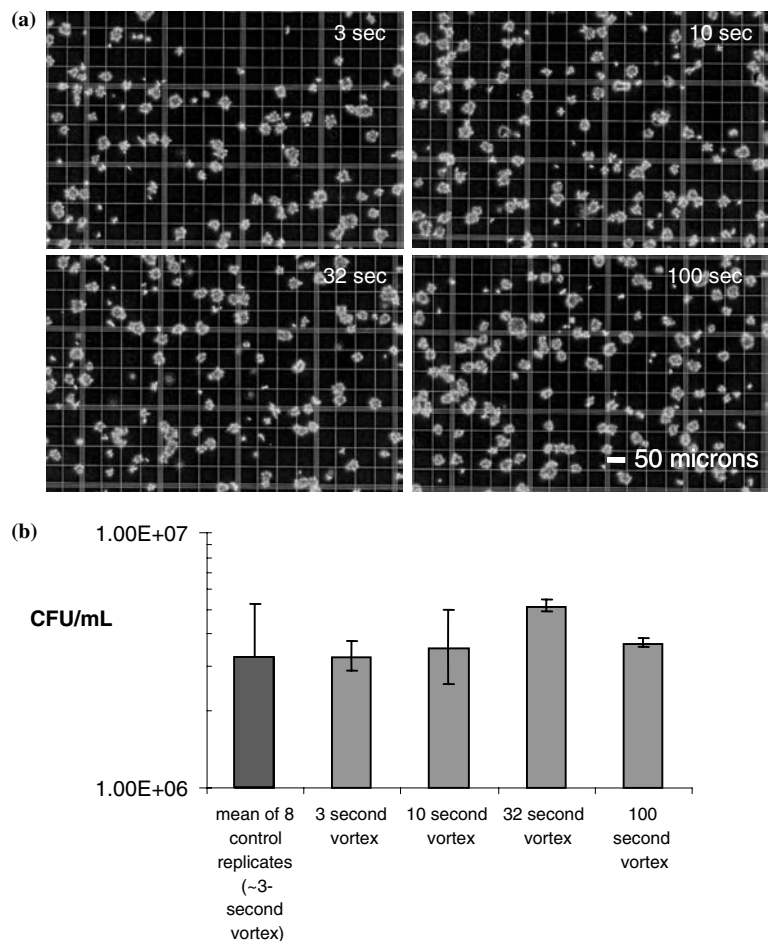 (a)
3 sec
10 sec
32 sec
100 sec
50 microns
(b)
1.00E+07
CFU/mL
1.00E+06
mean of 8
control
replicates
(~3-
second
vortex)
3 second
vortex
10 second
vortex
32 second
vortex
100
second
vortex